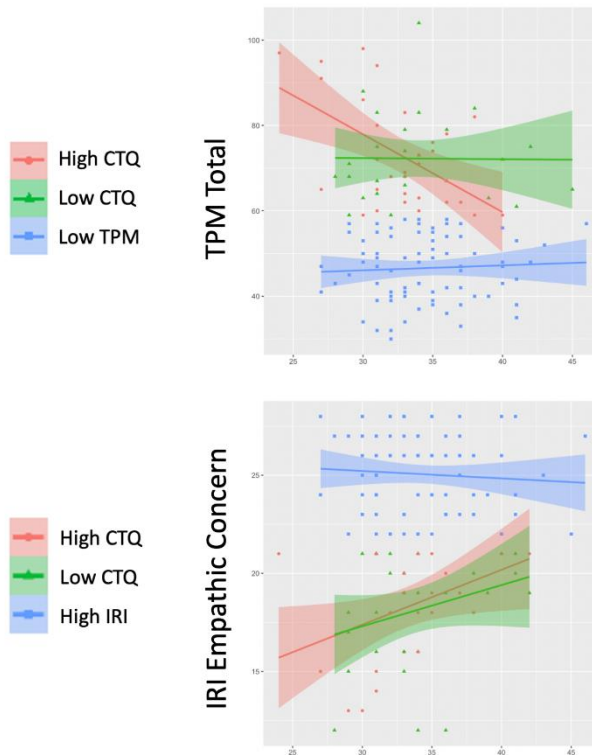 High CTQ
Low CTQ
Low TPM
TPM Total
100
80
60
40
25 30 35 40 45
High CTQ
Low CTQ
High IRI
IRI Empathic Concern
25
20
15
25 30 35 40 45